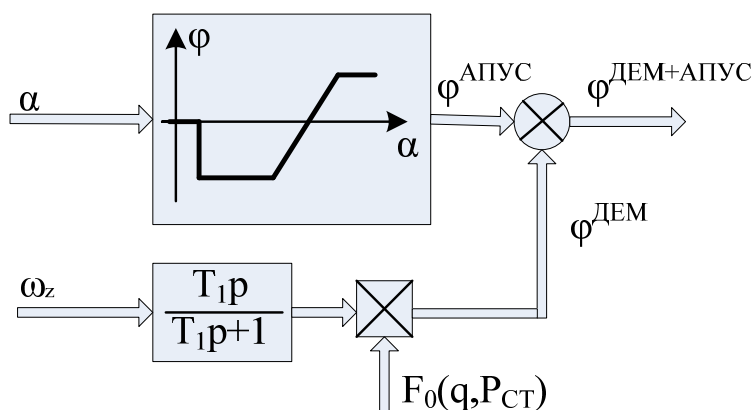 φ
α
α
φ^АПУС
φ^ДЕМ+АПУС
φ^ДЕМ
ω_z
T₁p
T₁p+1
F₀(q,P_СТ)